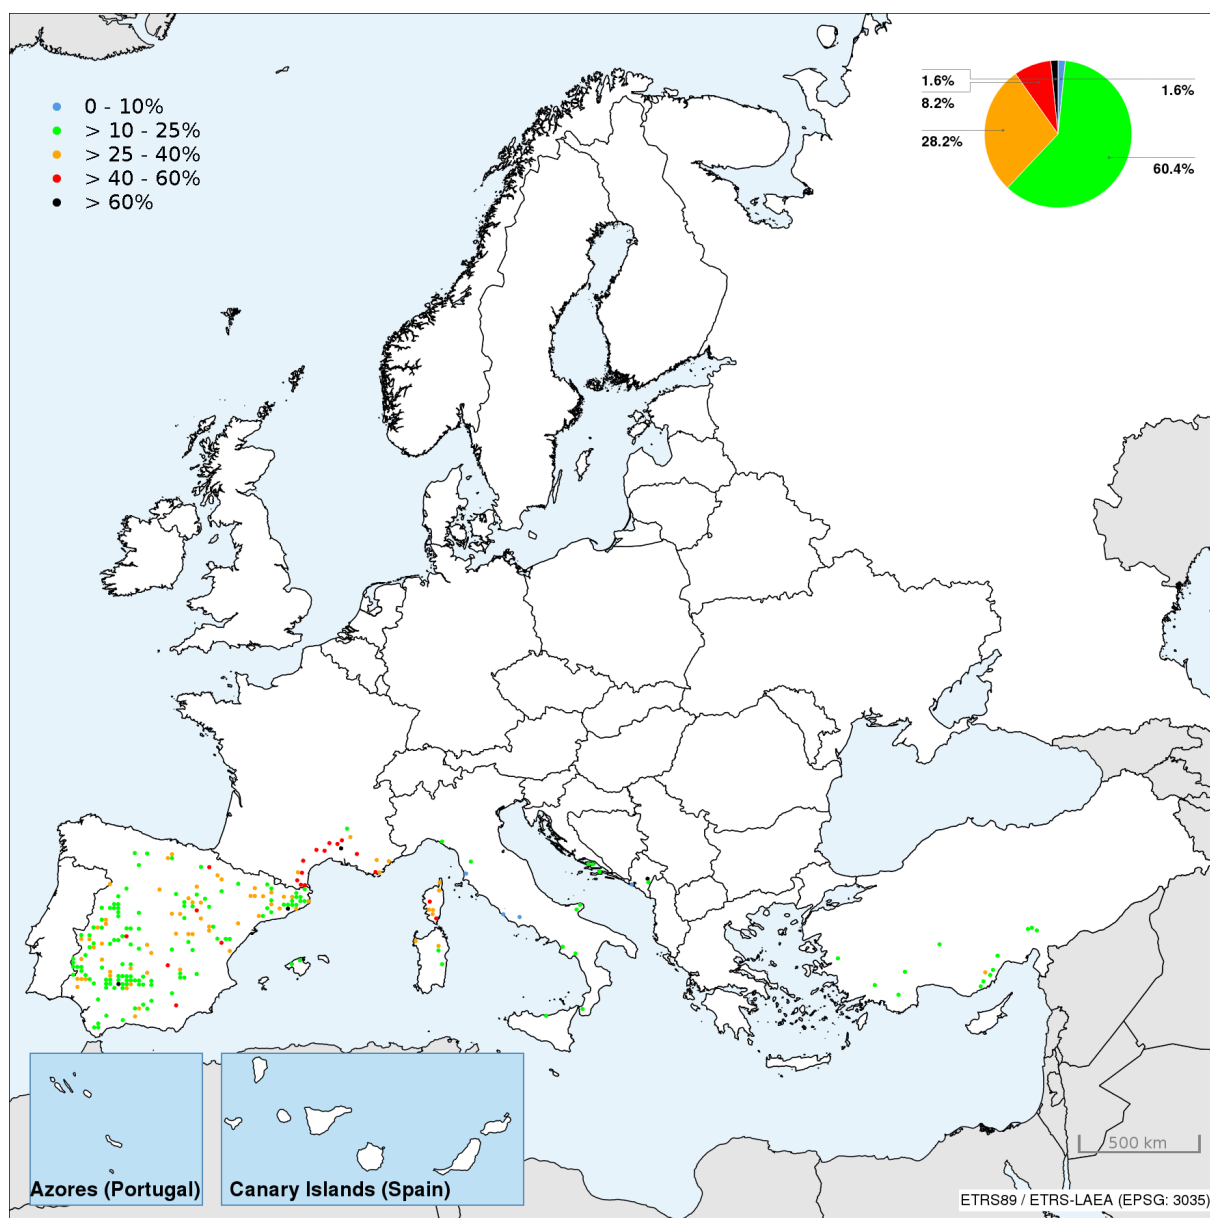 0 - 10%
> 10 - 25%
> 25 - 40%
> 40 - 60%
> 60%
1.6%
8.2%
28.2%
1.6%
60.4%
Azores (Portugal)
Canary Islands (Spain)
500 km
ETRS89 / ETRS-LAEA (EPSG: 3035)